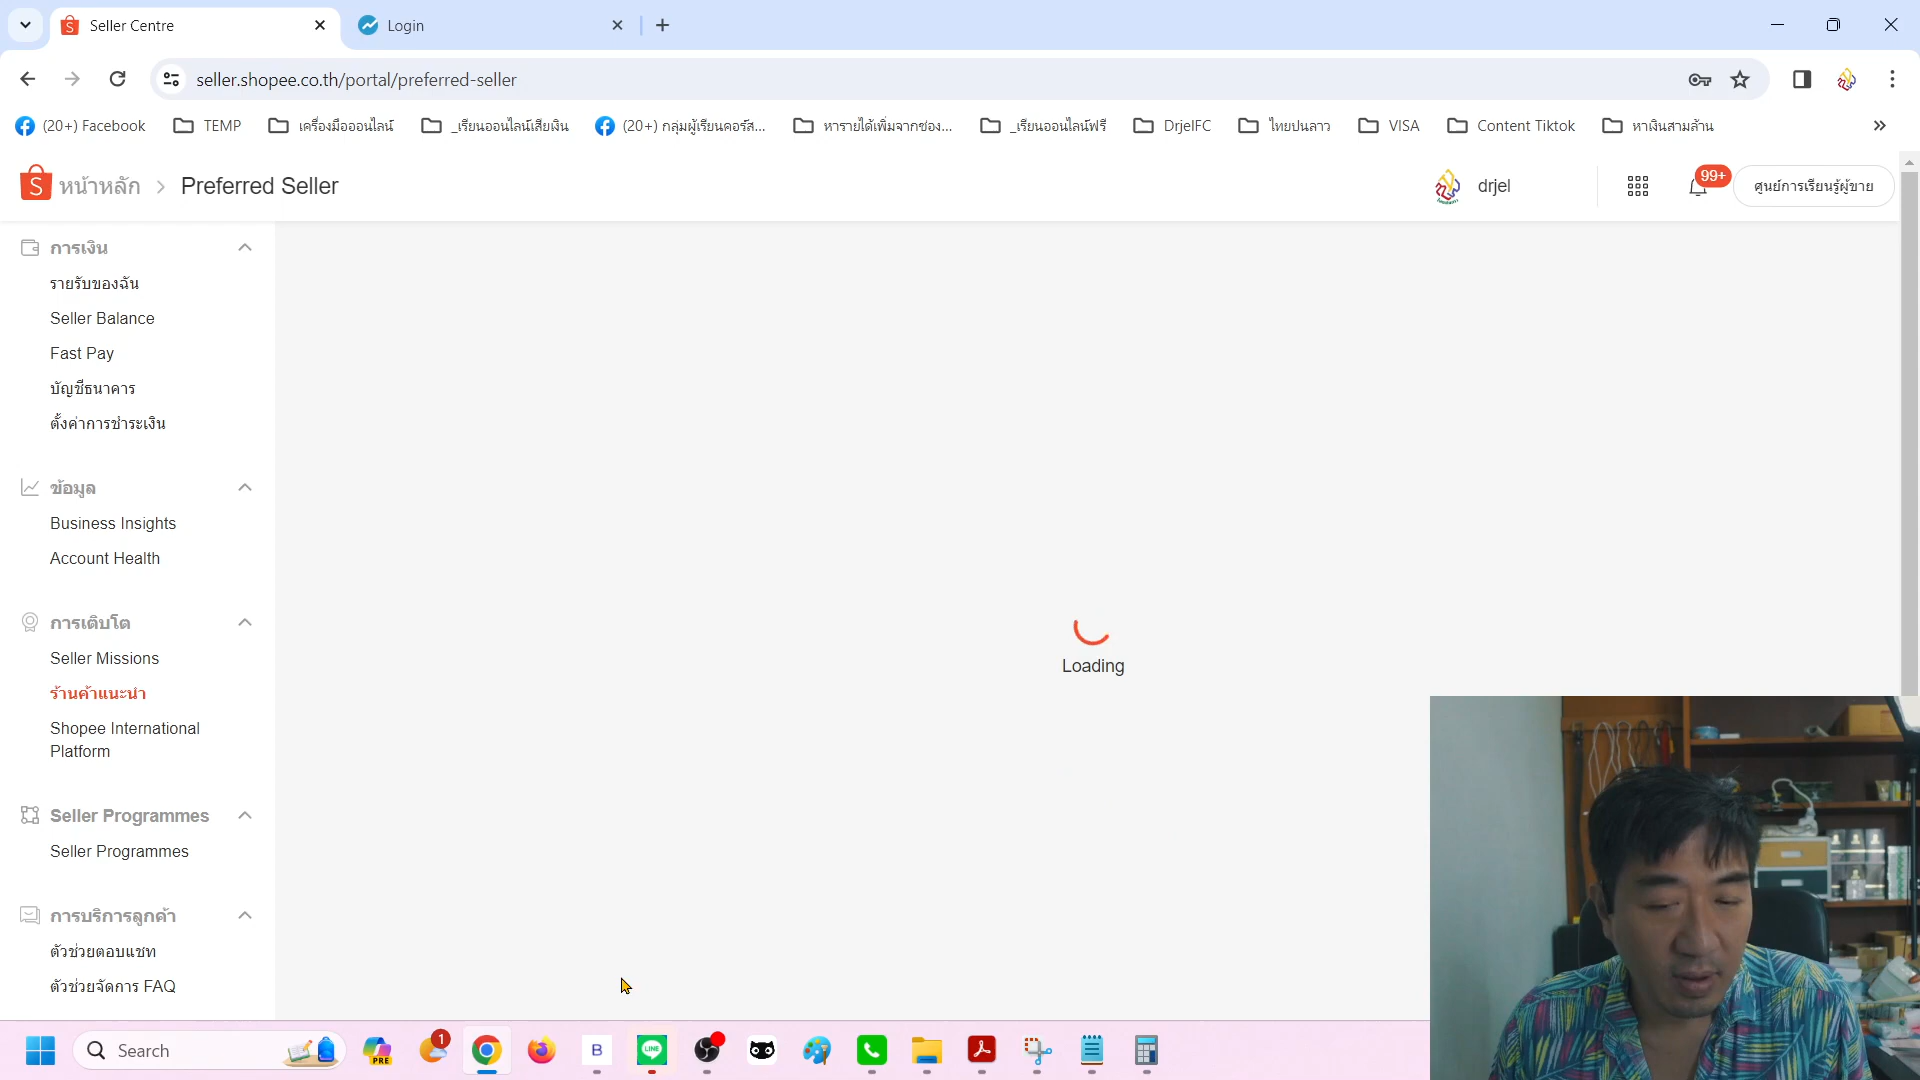 Seller Centre
Login
seller.shopee.co.th/portal/preferred-seller
(20+) Facebook
TEMP
เครื่องมือออนไลน์
_เรียนออนไลน์เสียเงิน
(20+) กลุ่มผู้เรียนคอร์ส...
หารายได้เพิ่มจากช่อง...
_เรียนออนไลน์ฟรี
DrjelFC
ไทยปนลาว
VISA
Content Tiktok
หาเงินสามล้าน
หน้าหลัก
Preferred Seller
drjel
99+
ศูนย์การเรียนรู้ผู้ขาย
การเงิน
รายรับของฉัน
Seller Balance
Fast Pay
บัญชีธนาคาร
ตั้งค่าการชำระเงิน
ข้อมูล
Business Insights
Account Health
การเติบโต
Seller Missions
ร้านค้าแนะนำ
Shopee International
Platform
Seller Programmes
Seller Programmes
การบริการลูกค้า
ตัวช่วยตอบแชท
ตัวช่วยจัดการ FAQ
Loading
Search
PRE
1
B
LINE